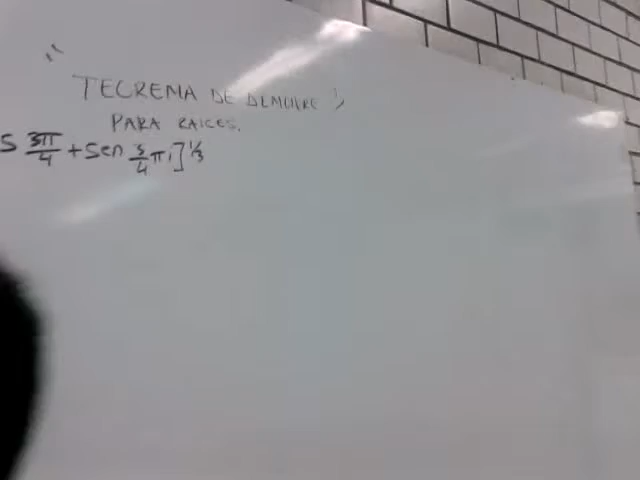 " TEOREMA DE DEMOIVRE "
PARA RAICES.
S 3π/4 + Sen 3/4 π i]^1/3